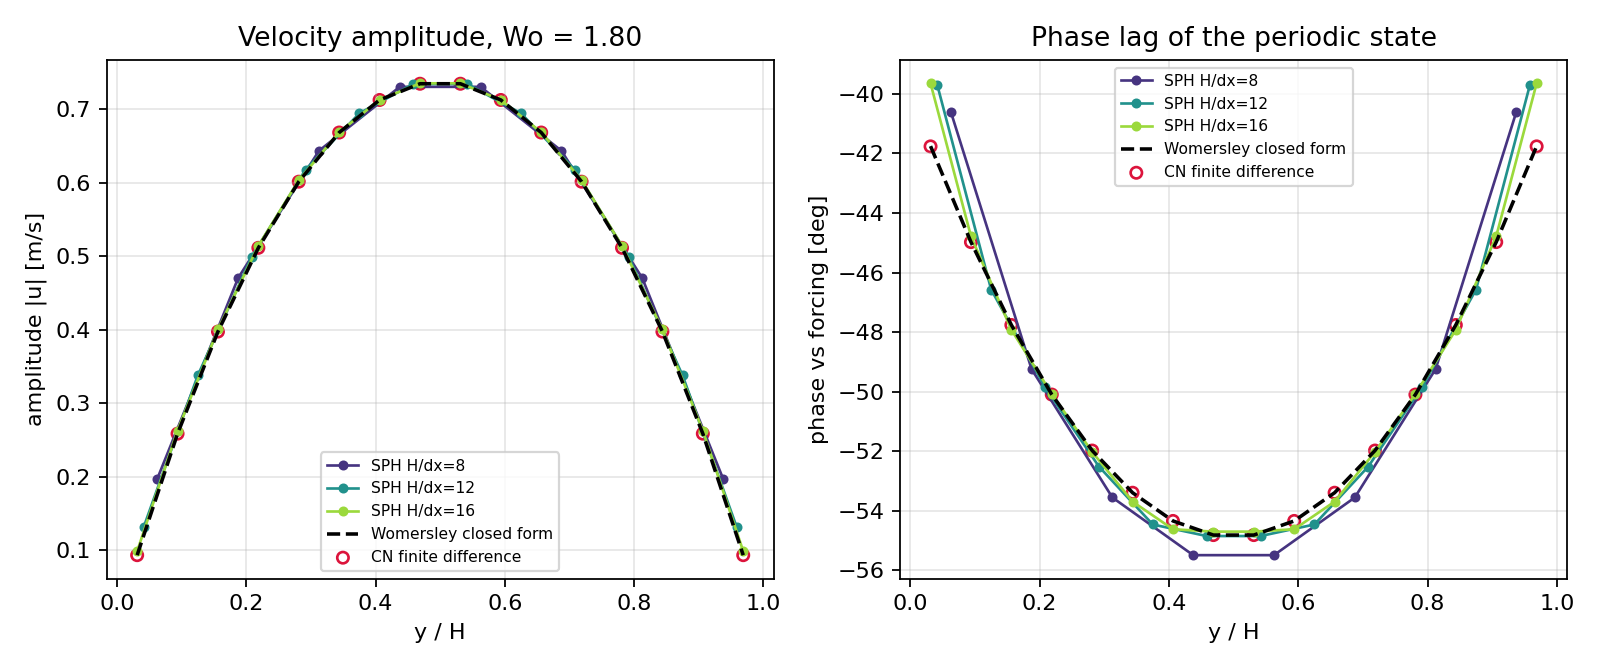 Velocity amplitude, Wo = 1.80
amplitude |u| [m/s]
0.7
0.6
0.5
0.4
0.3
0.2
0.1
SPH H/dx=8
SPH H/dx=12
SPH H/dx=16
Womersley closed form
CN finite difference
0.0 0.2 0.4 0.6 0.8 1.0
y / H
Phase lag of the periodic state
phase vs forcing [deg]
−40
−42
−44
−46
−48
−50
−52
−54
−56
SPH H/dx=8
SPH H/dx=12
SPH H/dx=16
Womersley closed form
CN finite difference
0.0 0.2 0.4 0.6 0.8 1.0
y / H